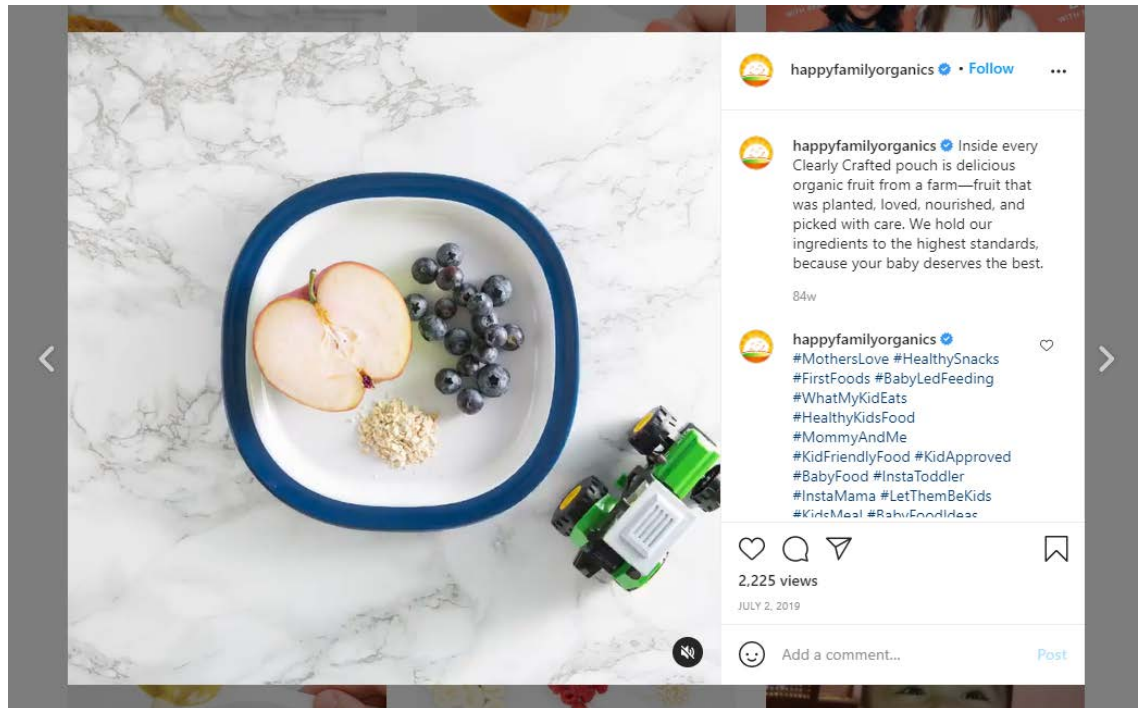 happyfamilyorganics • Follow
happyfamilyorganics Inside every
Clearly Crafted pouch is delicious
organic fruit from a farm—fruit that
was planted, loved, nourished, and
picked with care. We hold our
ingredients to the highest standards,
because your baby deserves the best.
84w
happyfamilyorganics
#MothersLove #HealthySnacks
#FirstFoods #BabyLedFeeding
#WhatMyKidEats
#HealthyKidsFood
#MommyAndMe
#KidFriendlyFood #KidApproved
#BabyFood #InstaToddler
#InstaMama #LetThemBeKids
#KidsMeal #BabyFoodIdeas
2,225 views
JULY 2, 2019
Add a comment...
Post